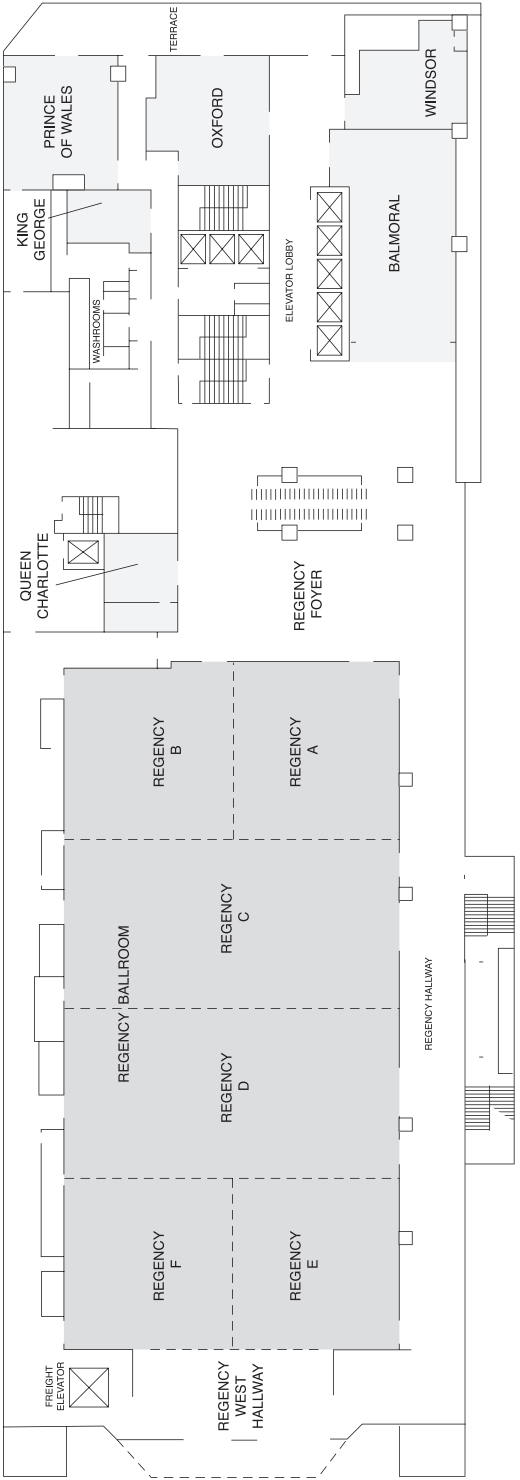 TERRACE
WINDSOR
PRINCE
OF WALES
OXFORD
BALMORAL
KING
GEORGE
ELEVATOR LOBBY
WASHROOMS
QUEEN
CHARLOTTE
REGENCY
FOYER
REGENCY
B
REGENCY
A
REGENCY
C
REGENCY BALLROOM
REGENCY HALLWAY
REGENCY
D
REGENCY
F
REGENCY
E
FREIGHT
ELEVATOR
REGENCY
WEST
HALLWAY